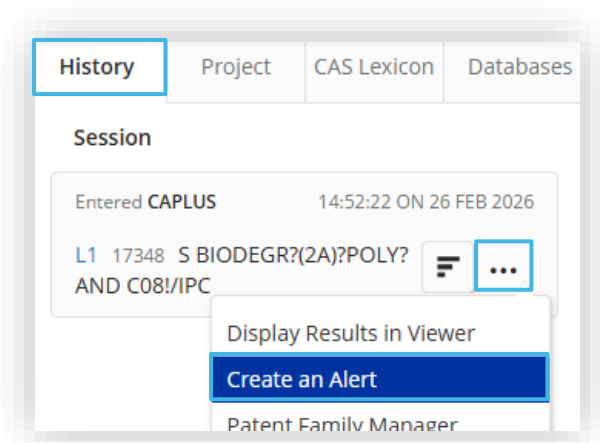 History Project CAS Lexicon Databases
Session
Entered CAPLUS 14:52:22 ON 26 FEB 2026
L1 17348 S BIODEGR?(2A)?POLY?
AND C08!/IPC
...
Display Results in Viewer
Create an Alert
Patent Family Manager